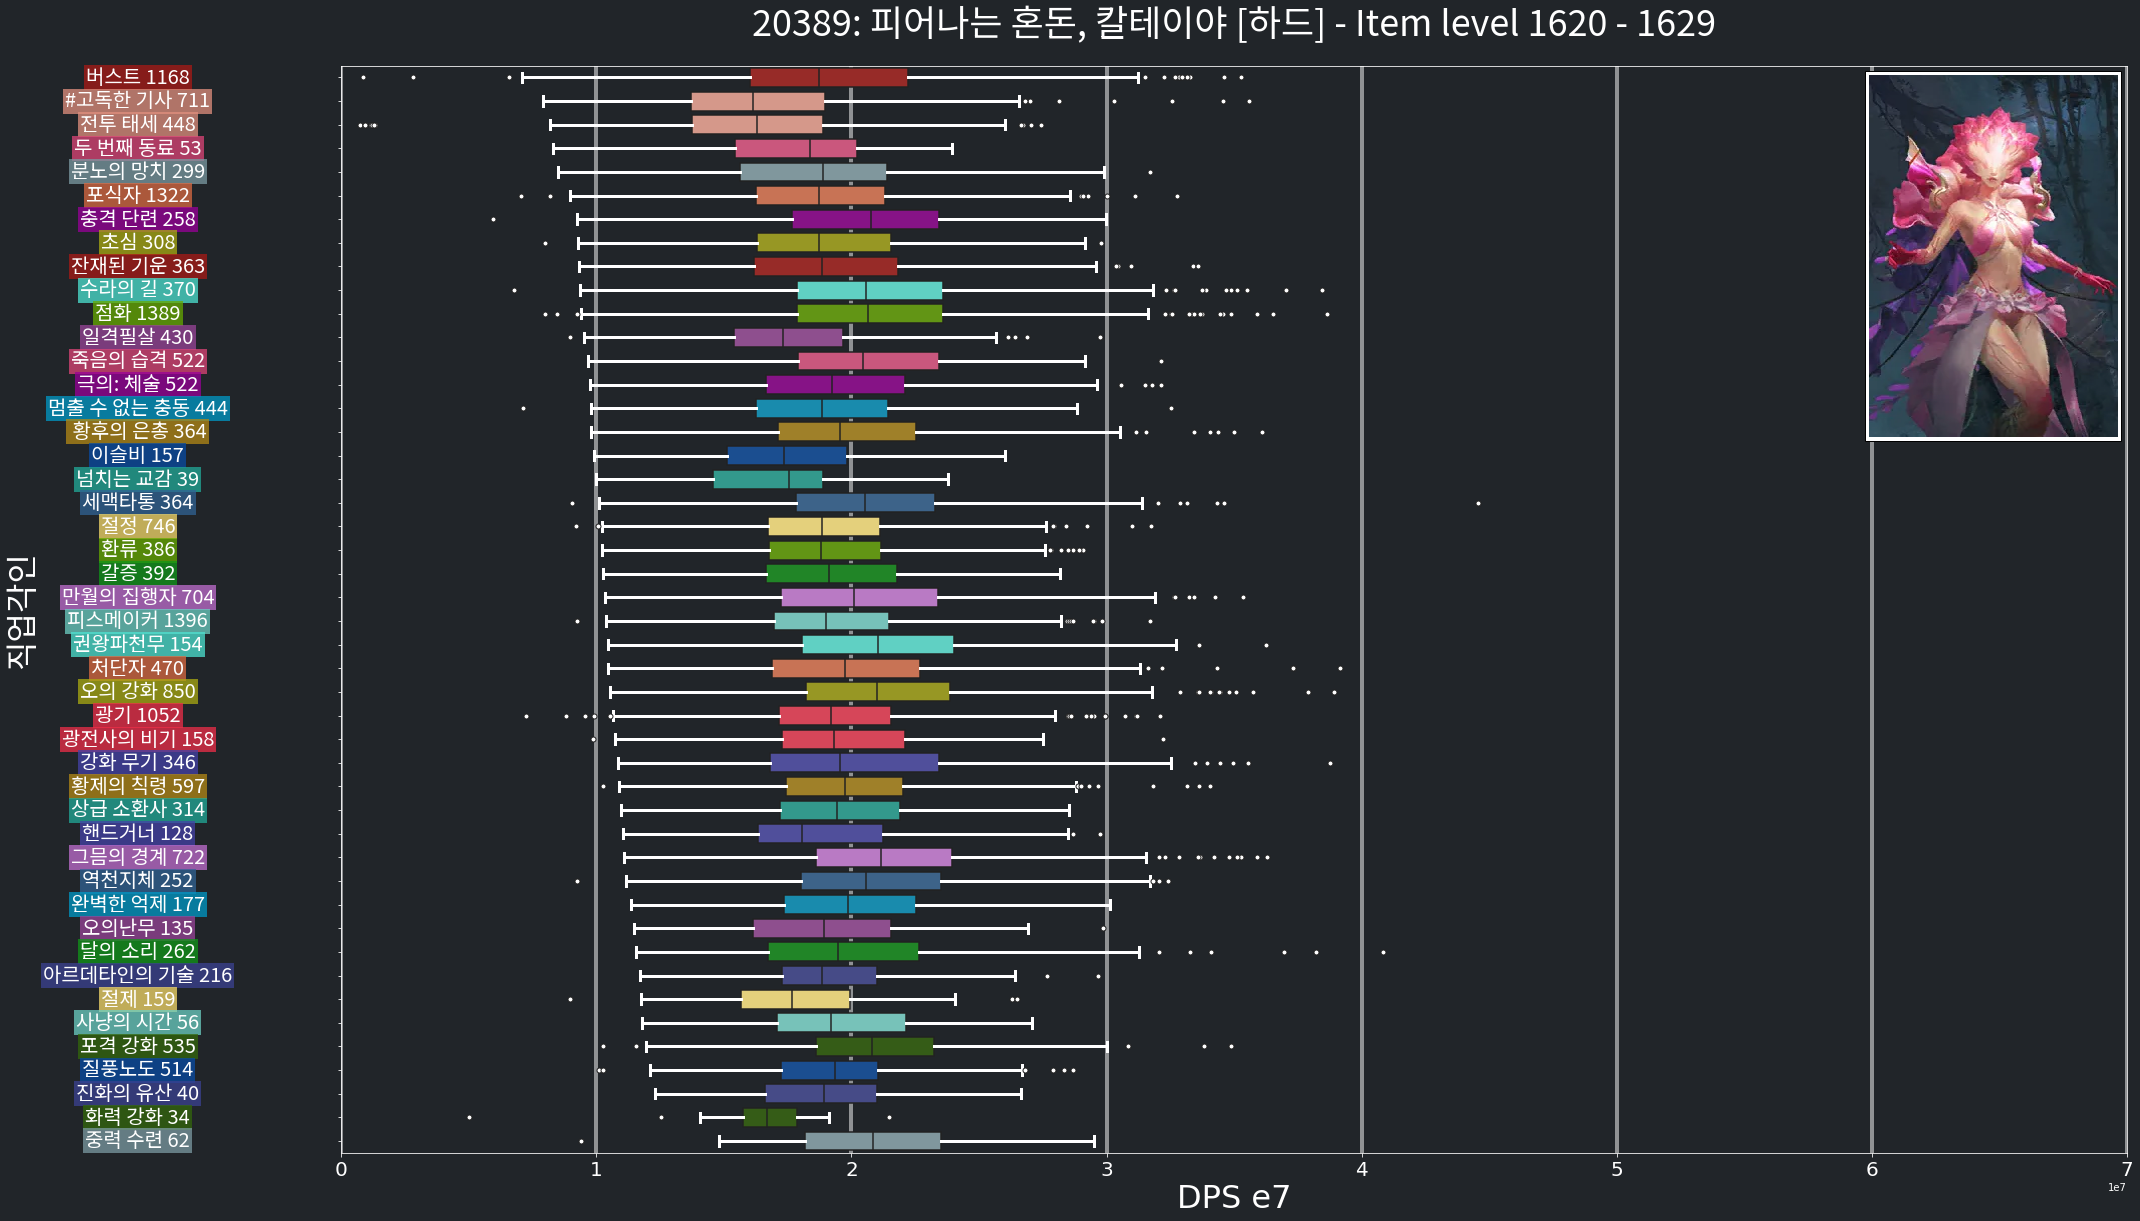 20389: 피어나는 혼돈, 칼테이야 [하드] - Item level 1620 - 1629
직업각인
버스트 1168
#고독한 기사 711
전투 태세 448
두 번째 동료 53
분노의 망치 299
포식자 1322
충격 단련 258
초심 308
잔재된 기운 363
수라의 길 370
점화 1389
일격필살 430
죽음의 습격 522
극의: 체술 522
멈출 수 없는 충동 444
황후의 은총 364
이슬비 157
넘치는 교감 39
세맥타통 364
절정 746
환류 386
갈증 392
만월의 집행자 704
피스메이커 1396
권왕파천무 154
처단자 470
오의 강화 850
광기 1052
광전사의 비기 158
강화 무기 346
황제의 칙령 597
상급 소환사 314
핸드거너 128
그믐의 경계 722
역천지체 252
완벽한 억제 177
오의난무 135
달의 소리 262
아르데타인의 기술 216
절제 159
사냥의 시간 56
포격 강화 535
질풍노도 514
진화의 유산 40
화력 강화 34
중력 수련 62
0 1 2 3 4 5 6 7
1e7
DPS e7